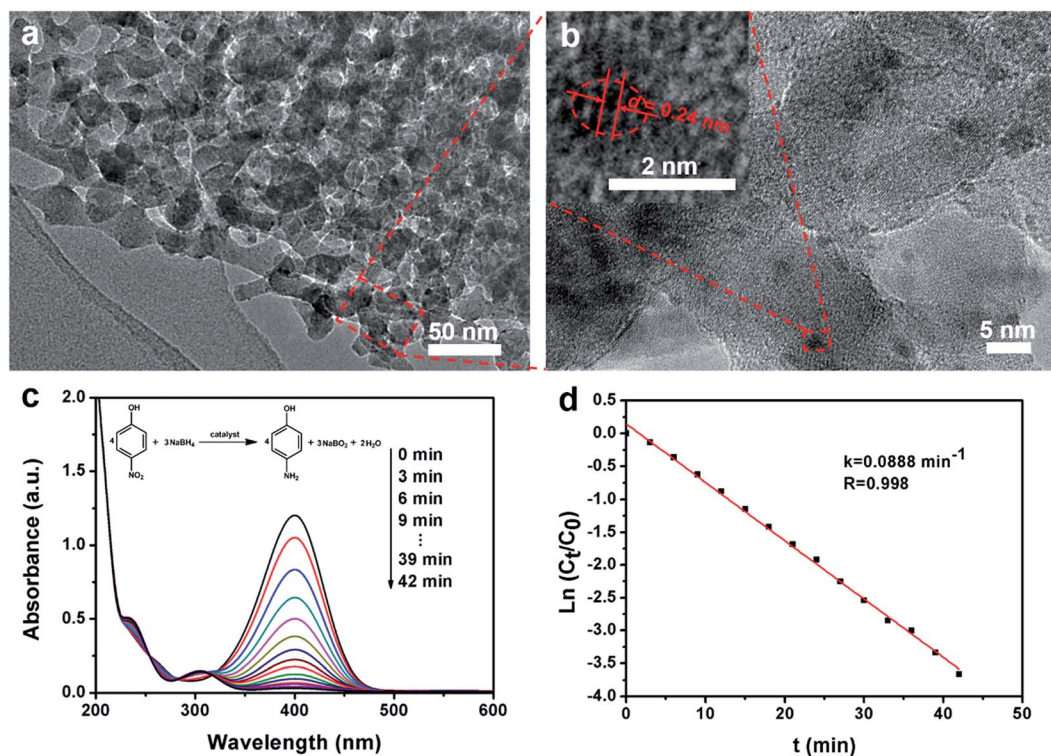 a
50 nm
b
d = 0.24 nm
2 nm
5 nm
c
Absorbance (a.u.)
2.0
1.5
1.0
0.5
0.0
OH
4
NO₂
+ 3NaBH₄
catalyst
OH
4
NH₂
+ 3NaBO₂ + 2H₂O
0 min
3 min
6 min
9 min
⋮
39 min
42 min
200
300
400
500
600
Wavelength (nm)
d
Ln (Cₜ/C₀)
0.5
0.0
-0.5
-1.0
-1.5
-2.0
-2.5
-3.0
-3.5
-4.0
k=0.0888 min⁻¹
R=0.998
0
10
20
30
40
50
t (min)